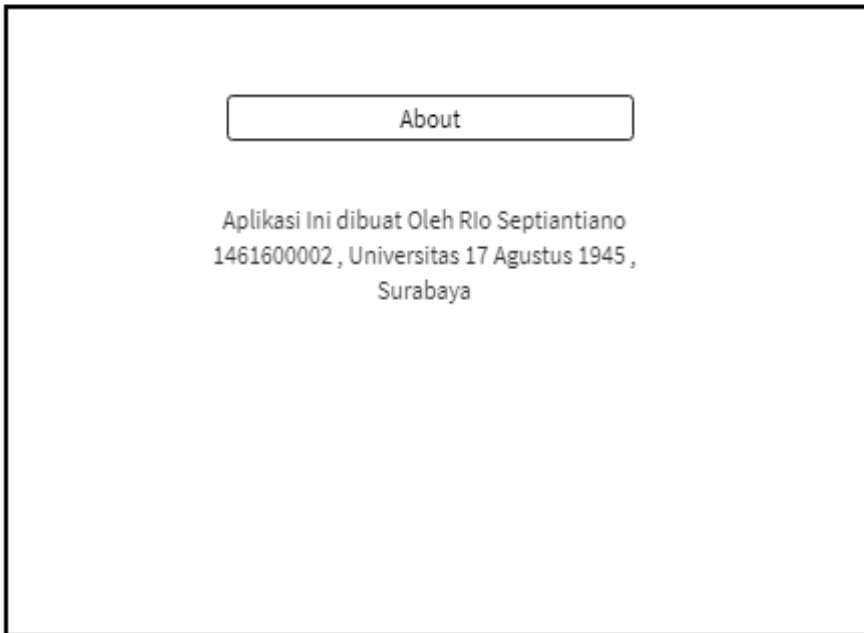 About
Aplikasi Ini dibuat Oleh RIo Septiantiano
1461600002 , Universitas 17 Agustus 1945 ,
Surabaya